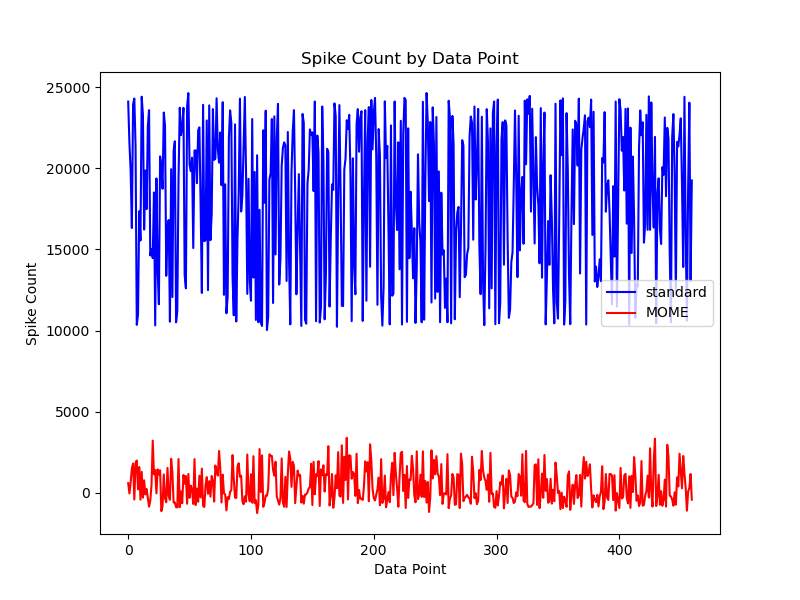 Spike Count by Data Point
25000
20000
15000
10000
5000
0
Spike Count
standard
MOME
0 100 200 300 400
Data Point